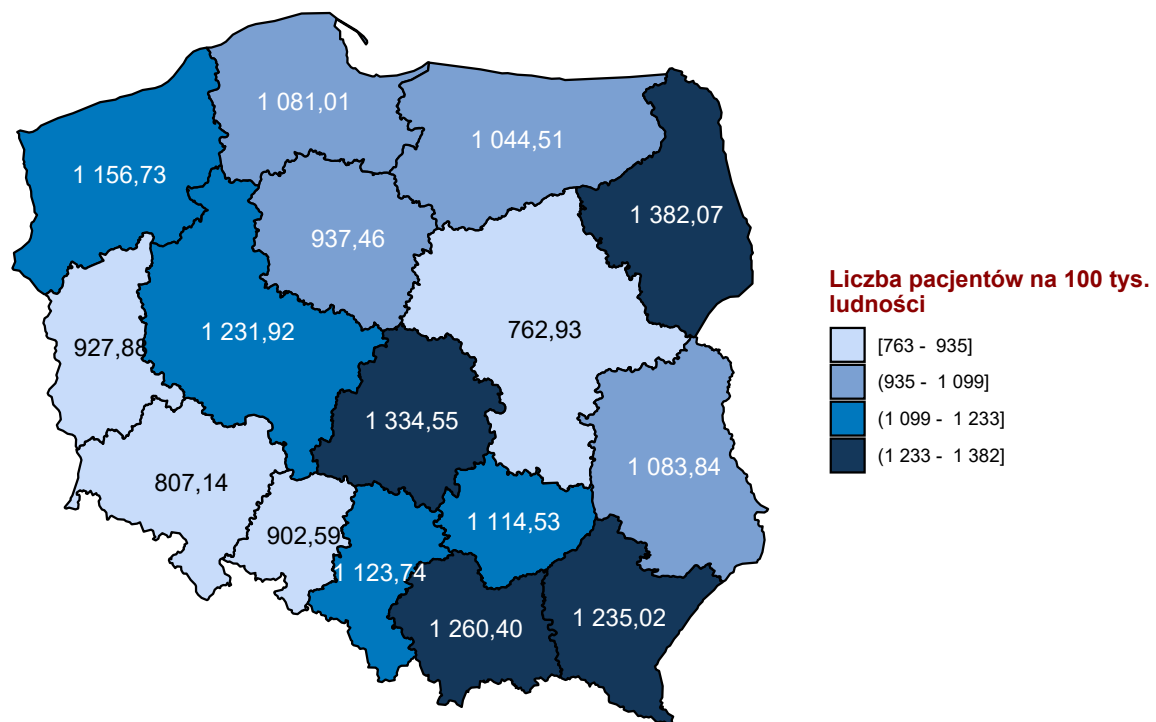 1 081,01
1 044,51
1 156,73
1 382,07
937,46
1 231,92
762,93
927,88
1 334,55
1 083,84
807,14
902,59
1 114,53
1 123,74
1 260,40
1 235,02
Liczba pacjentów na 100 tys.
ludności
[763 - 935]
(935 - 1 099]
(1 099 - 1 233]
(1 233 - 1 382]